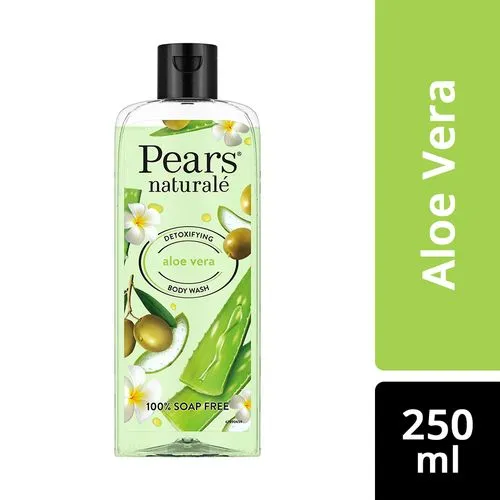 Pears®
naturalé
DETOXIFYING
aloe vera
BODY WASH
100% SOAP FREE
Aloe Vera
250
ml